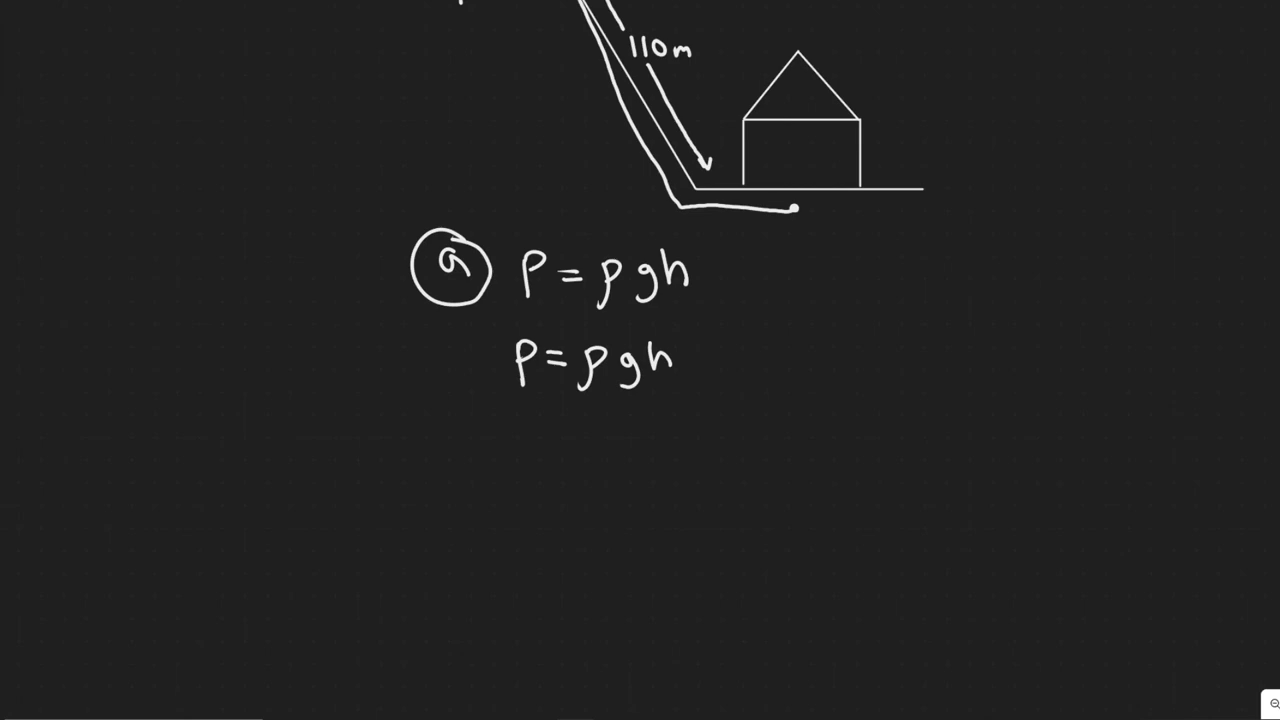 110m
a P = ρgh
P = ρgh